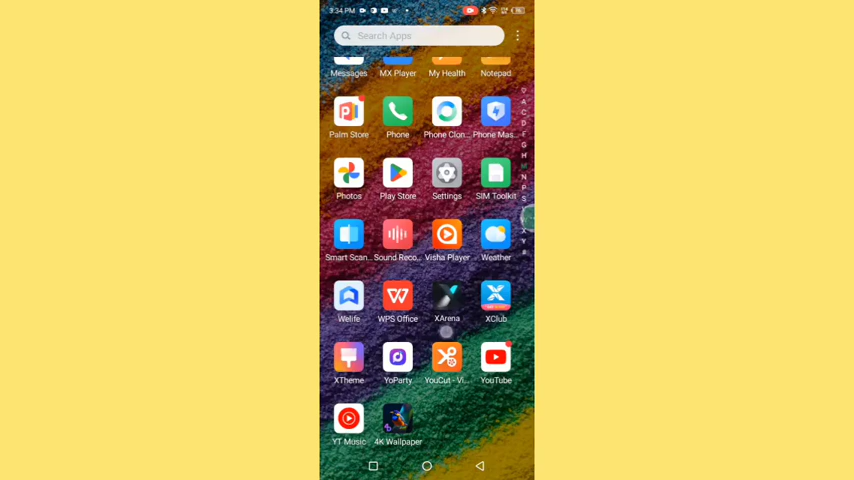 3:34 PM
Search Apps
Messages MX Player My Health Notepad
Palm Store Phone Phone Clon... Phone Mas...
Photos Play Store Settings SIM Toolkit
Smart Scan... Sound Reco... Visha Player Weather
Welife WPS Office XArena XClub
XTheme YoParty YouCut - Vi... YouTube
YT Music 4K Wallpaper
A
C
D
F
G
H
M
N
P
S
X
Y
#